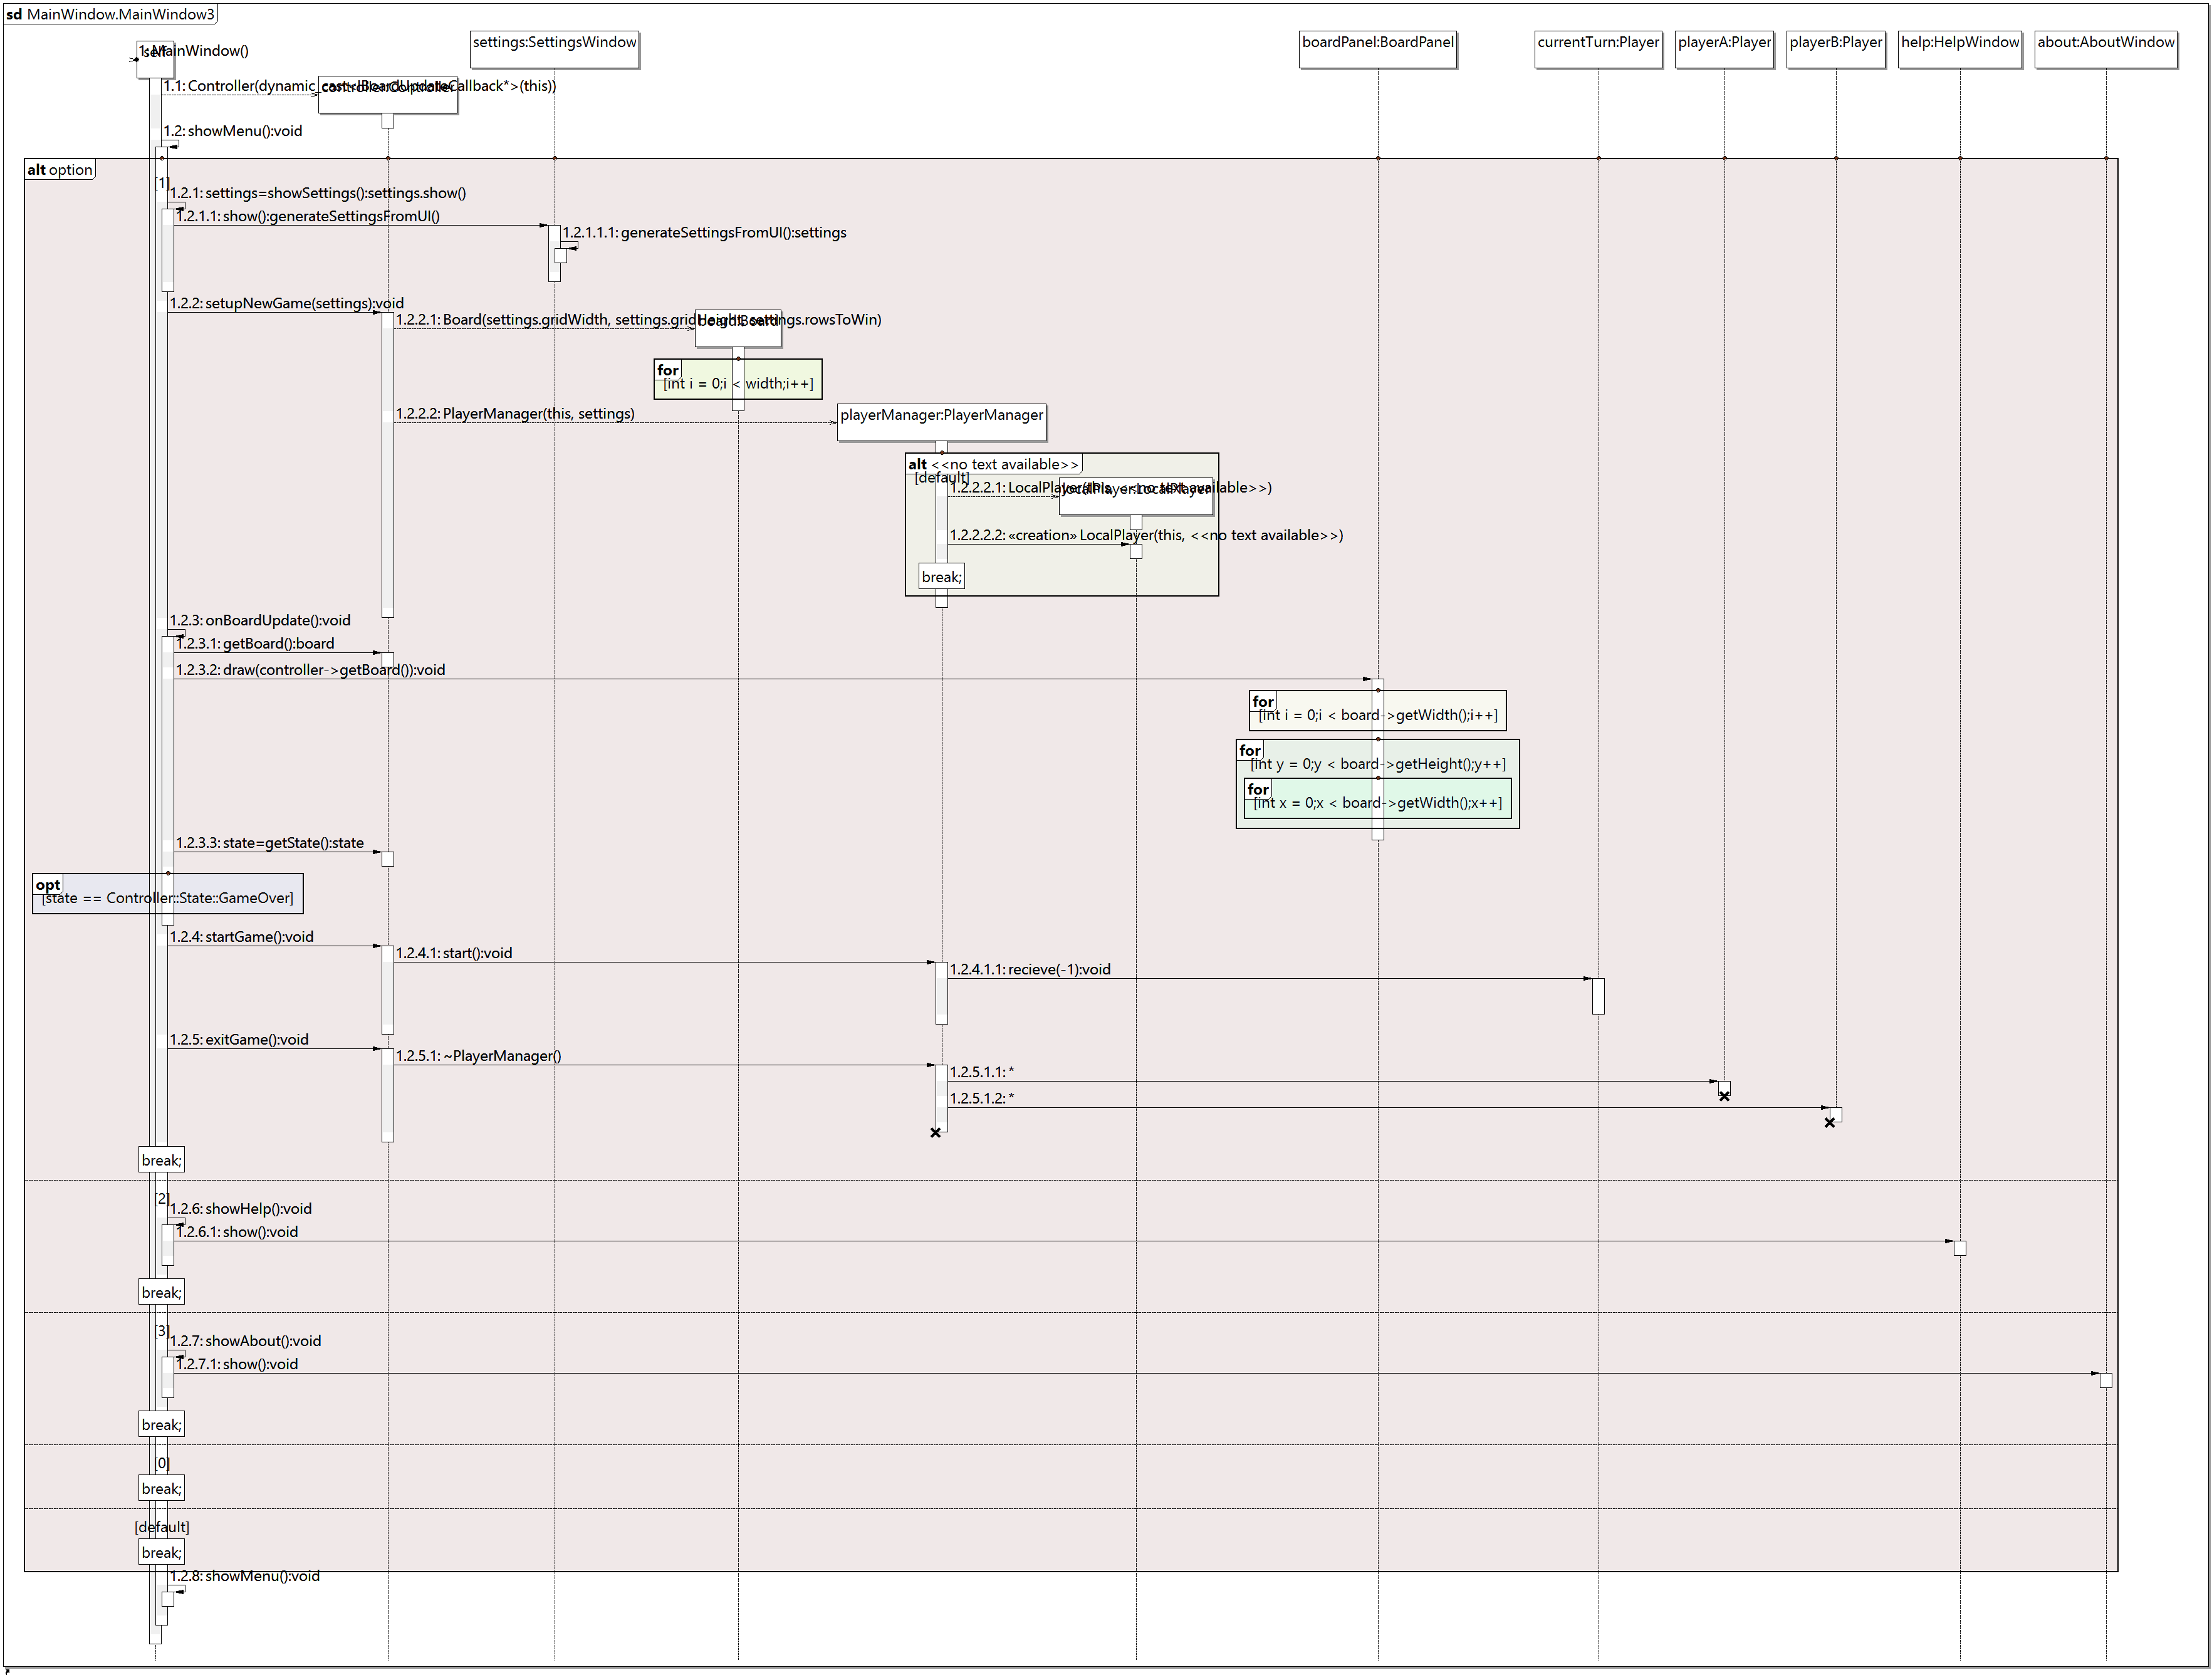 sd MainWindow.MainWindow3
1: MainWindow()
self
settings:SettingsWindow
boardPanel:BoardPanel
currentTurn:Player
playerA:Player
playerB:Player
help:HelpWindow
about:AboutWindow
1.1: Controller(dynamic_cast<IBoardUpdateCallback*>(this))
controller:Controller
1.2: showMenu():void
alt option
[1]
1.2.1: settings=showSettings():settings.show()
1.2.1.1: show():generateSettingsFromUI()
1.2.1.1.1: generateSettingsFromUI():settings
1.2.2: setupNewGame(settings):void
1.2.2.1: Board(settings.gridWidth, settings.gridHeight, settings.rowsToWin)
board:Board
for
[int i = 0;i < width;i++]
1.2.2.2: PlayerManager(this, settings)
playerManager:PlayerManager
alt <<no text available>>
[default]
1.2.2.2.1: LocalPlayer(this, <<no text available>>)
localPlayer:LocalPlayer
1.2.2.2.2: «creation» LocalPlayer(this, <<no text available>>)
break;
1.2.3: onBoardUpdate():void
1.2.3.1: getBoard():board
1.2.3.2: draw(controller->getBoard()):void
for
[int i = 0;i < board->getWidth();i++]
for
[int y = 0;y < board->getHeight();y++]
for
[int x = 0;x < board->getWidth();x++]
1.2.3.3: state=getState():state
opt
[state == Controller::State::GameOver]
1.2.4: startGame():void
1.2.4.1: start():void
1.2.4.1.1: recieve(-1):void
1.2.5: exitGame():void
1.2.5.1: ~PlayerManager()
1.2.5.1.1: *
1.2.5.1.2: *
break;
[2]
1.2.6: showHelp():void
1.2.6.1: show():void
break;
[3]
1.2.7: showAbout():void
1.2.7.1: show():void
break;
[0]
break;
[default]
break;
1.2.8: showMenu():void